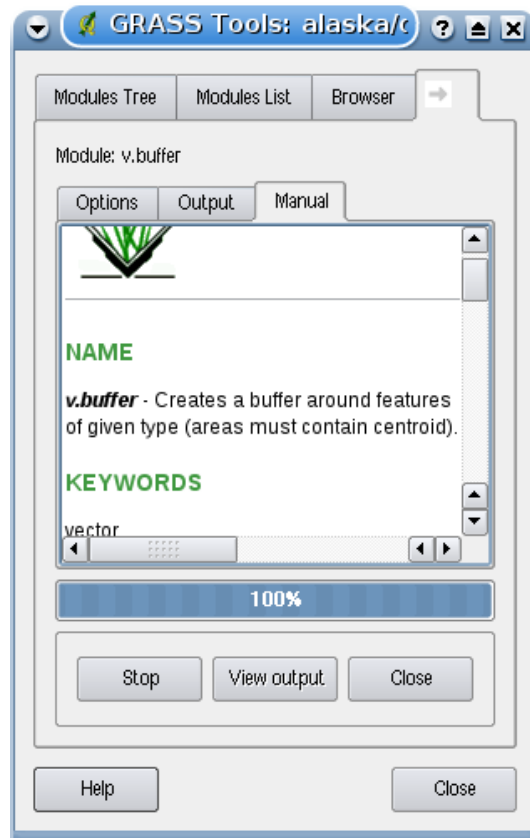 GRASS Tools: alaska/c
Modules Tree Modules List Browser
Module: v.buffer
Options Output Manual
NAME
v.buffer - Creates a buffer around features
of given type (areas must contain centroid).
KEYWORDS
vector
100%
Stop View output Close
Help Close